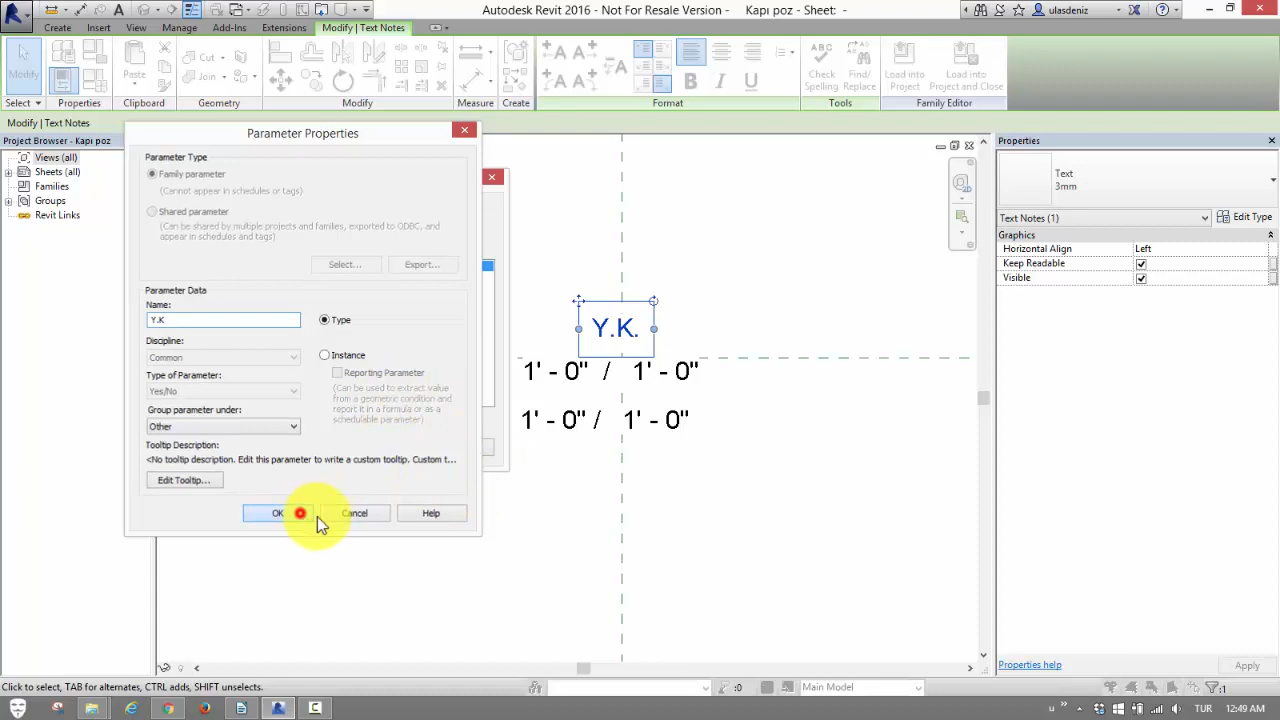 Autodesk Revit 2016 - Not For Resale Version - Kapı poz - Sheet: -
ulasdeniz
Create Insert View Manage Add-Ins Extensions Modify | Text Notes
Modify
Paste
Cut
Join
Check Spelling
Find/ Replace
Load into Project
Load into Project and Close
Select Properties Clipboard Geometry Modify Measure Create Format Tools Family Editor
Modify | Text Notes
Project Browser - Kapı poz
Views (all)
Sheets (all)
Families
Groups
Revit Links
Parameter Properties
Parameter Type
Family parameter
(Cannot appear in schedules or tags)
Shared parameter
(Can be shared by multiple projects and families, exported to ODBC, and
appear in schedules and tags)
Select... Export...
Parameter Data
Name:
Y.K
Type
Discipline:
Common
Instance
Reporting Parameter
(Can be used to extract value
from a geometric condition and
report it in a formula or as a
schedulable parameter)
Type of Parameter:
Yes/No
Group parameter under:
Other
Tooltip Description:
<No tooltip description. Edit this parameter to write a custom tooltip. Custom t...
Edit Tooltip...
OK Cancel Help
Y.K.
1' - 0" / 1' - 0"
1' - 0" / 1' - 0"
Properties
Text
3mm
Text Notes (1)
Edit Type
Graphics
Horizontal Align Left
Keep Readable
Visible
Properties help
Apply
Click to select, TAB for alternates, CTRL adds, SHIFT unselects.
:0
Main Model
:1
TUR 12:49 AM